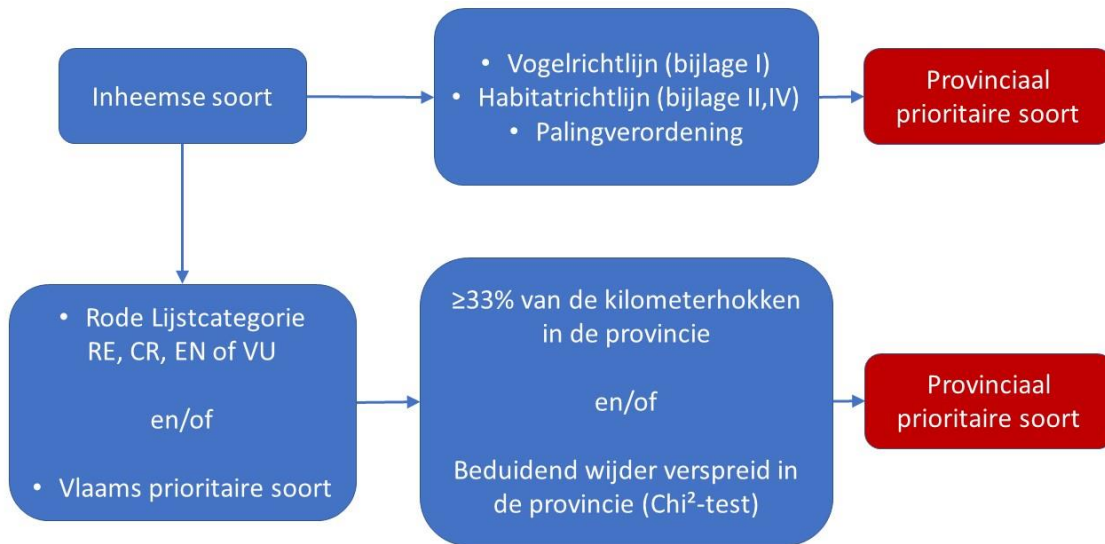 Inheemse soort
• Vogelrichtlijn (bijlage I)
• Habitatrichtlijn (bijlage II,IV)
• Palingverordening
Provinciaal
prioritaire soort
• Rode Lijstcategorie
RE, CR, EN of VU
en/of
• Vlaams prioritaire soort
≥33% van de kilometerhokken
in de provincie
en/of
Beduidend wijder verspreid in
de provincie (Chi²-test)
Provinciaal
prioritaire soort